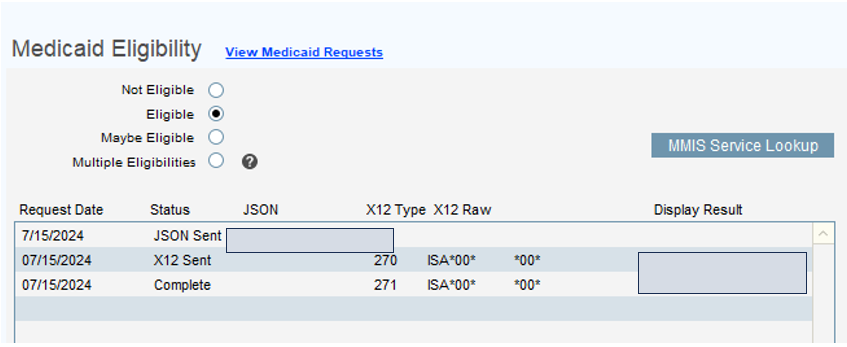 Medicaid Eligibility View Medicaid Requests
Not Eligible
Eligible
Maybe Eligible
MMIS Service Lookup
Multiple Eligibilities ?
Request Date Status JSON X12 Type X12 Raw Display Result
7/15/2024 JSON Sent
07/15/2024 X12 Sent 270 ISA*00* *00*
07/15/2024 Complete 271 ISA*00* *00*